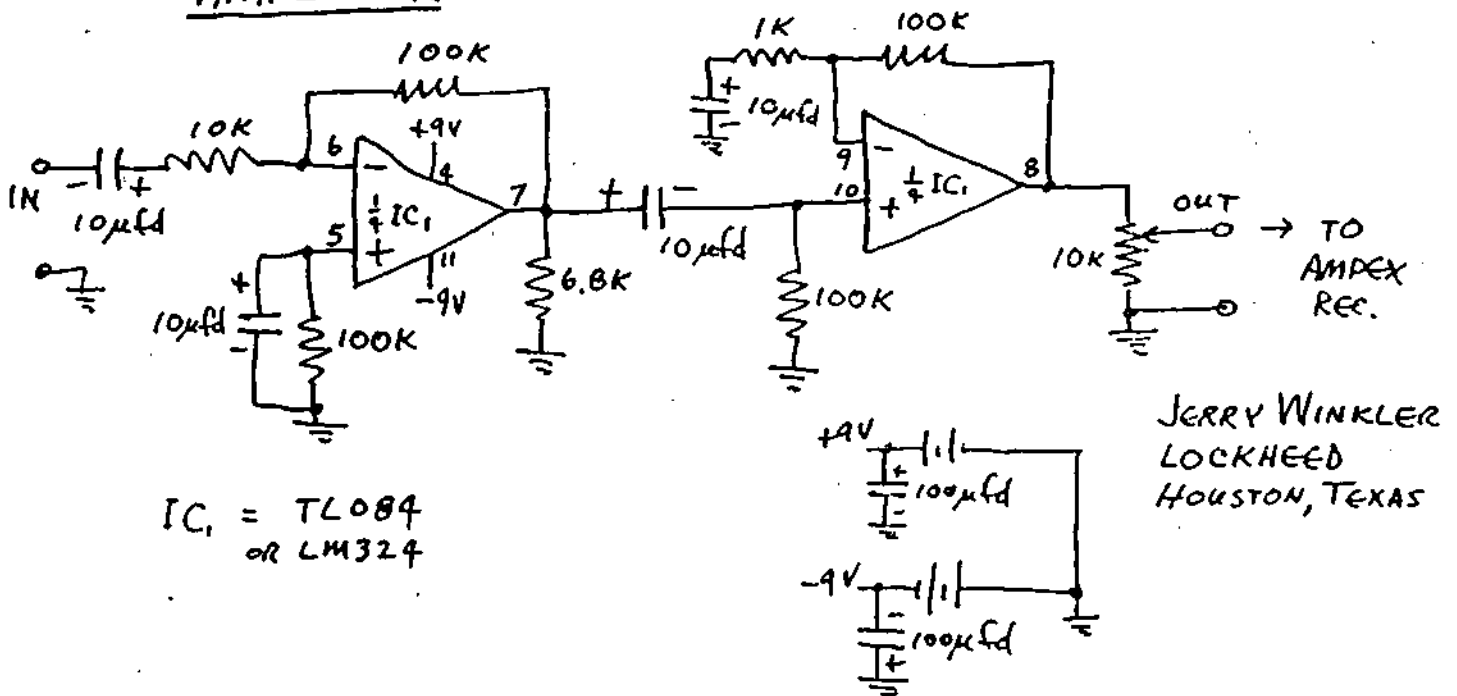 1K
100K
100K
+
10μfd
-
10K
+9V
6
-
4
9
-
8
IN
-
+
10μfd
¼ IC₁
7
+
-
10
+
¼ IC₁
OUT
→ TO
AMPEX
REC.
5
+
11
-9V
10μfd
10K
6.8K
100K
+
10μfd
-
100K
JERRY WINKLER
LOCKHEED
HOUSTON, TEXAS
+9V
+
100μfd
-
IC₁ = TL084
OR LM324
-9V
-
100μfd
+